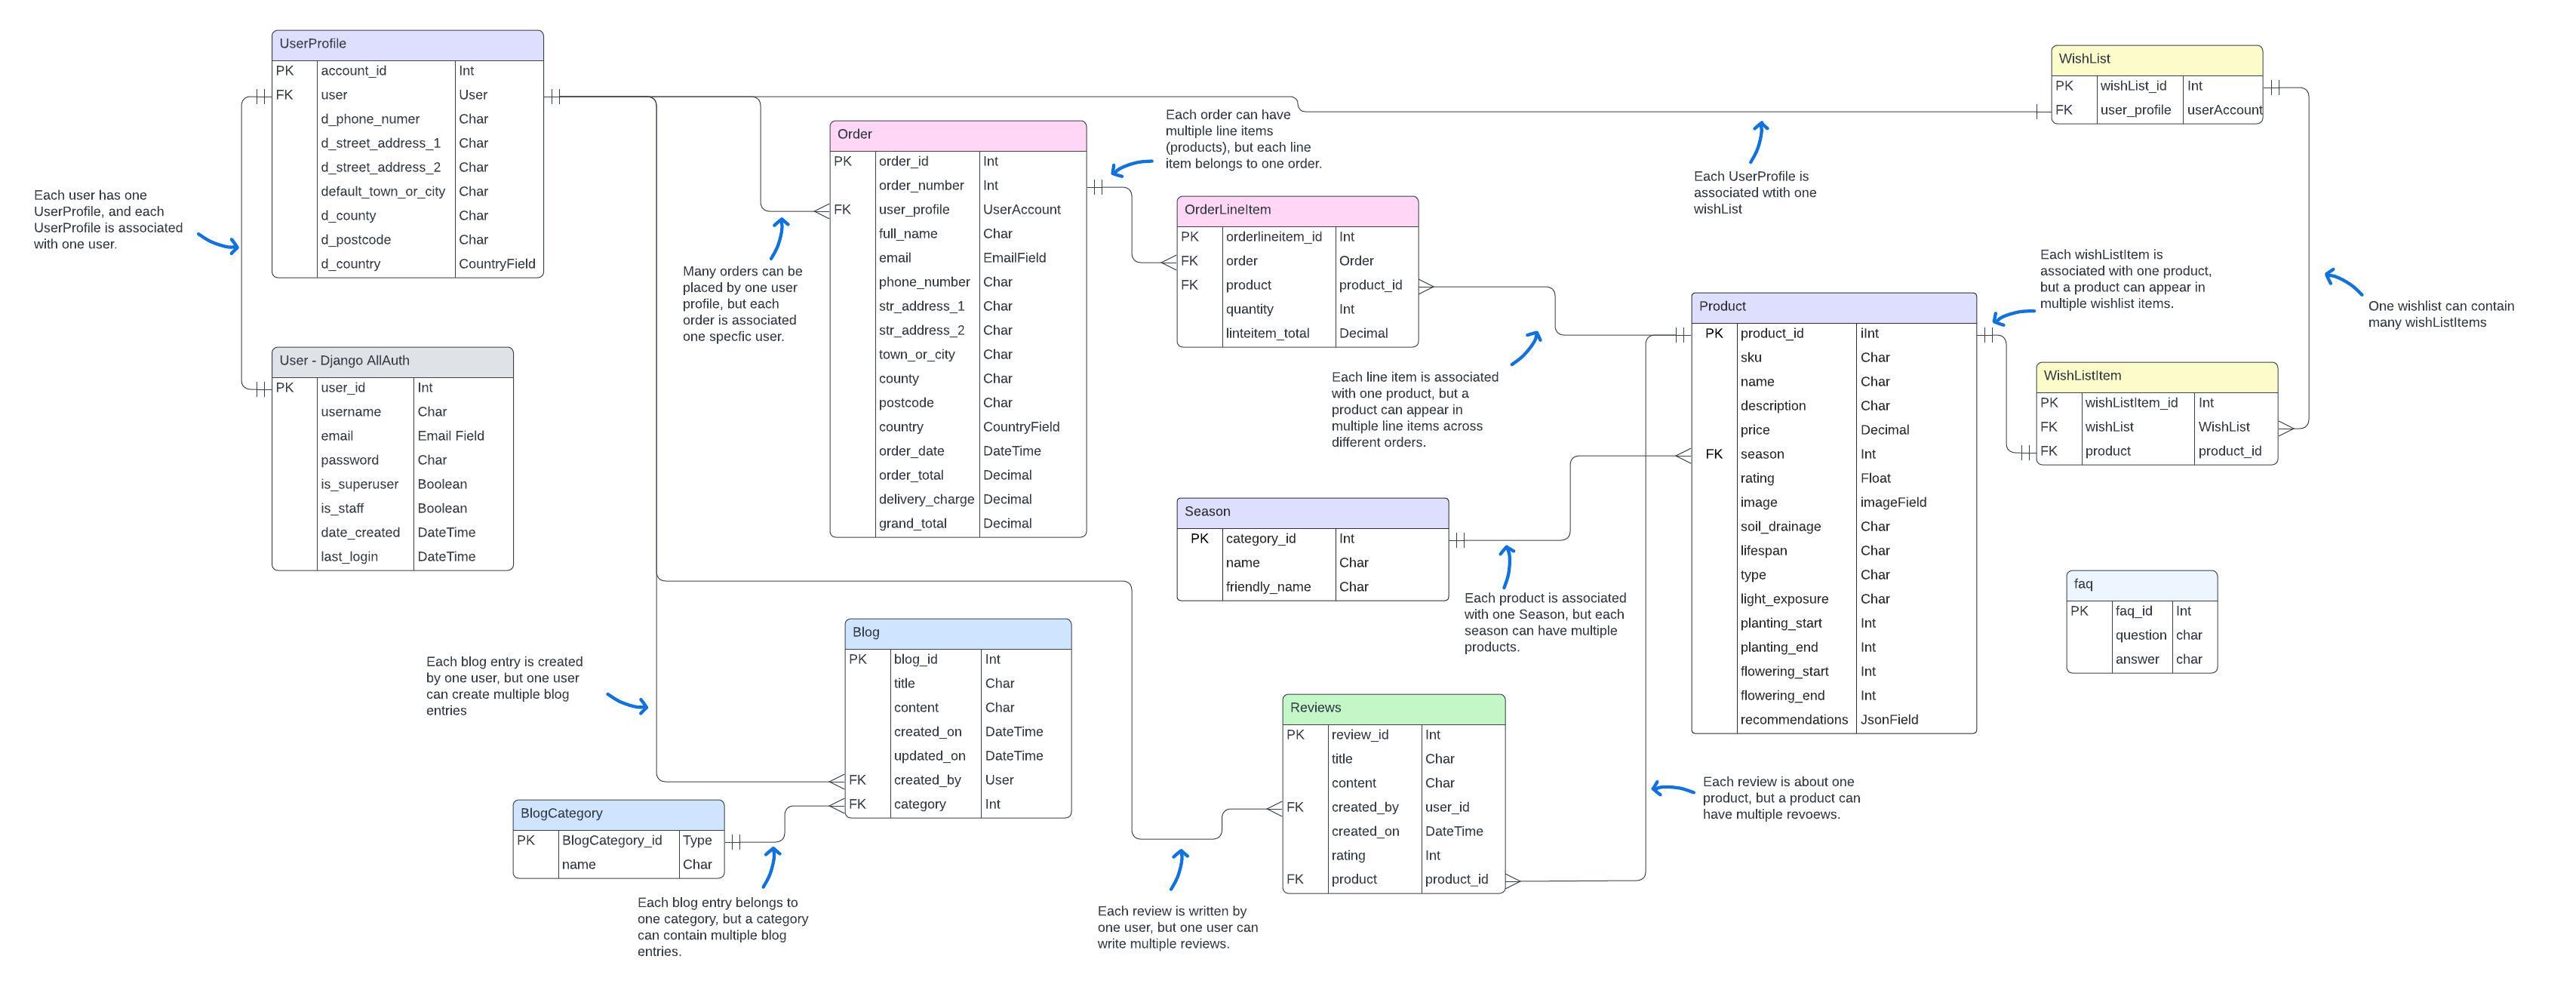 UserProfile
PK account_id Int
FK user User
d_phone_numer Char
d_street_address_1 Char
d_street_address_2 Char
default_town_or_city Char
d_county Char
d_postcode Char
d_country CountryField
Each user has one
UserProfile, and each
UserProfile is associated
with one user.
User - Django AllAuth
PK user_id Int
username Char
email Email Field
password Char
is_superuser Boolean
is_staff Boolean
date_created DateTime
last_login DateTime
Many orders can be
placed by one user
profile, but each
order is associated
one specfic user.
Order
PK order_id Int
order_number Int
FK user_profile UserAccount
full_name Char
email EmailField
phone_number Char
str_address_1 Char
str_address_2 Char
town_or_city Char
county Char
postcode Char
country CountryField
order_date DateTime
order_total Decimal
delivery_charge Decimal
grand_total Decimal
Each order can have
multiple line items
(products), but each line
item belongs to one order.
OrderLineItem
PK orderlineitem_id Int
FK order Order
FK product product_id
quantity Int
linteitem_total Decimal
Each line item is associated
with one product, but a
product can appear in
multiple line items across
different orders.
Season
PK category_id Int
name Char
friendly_name Char
Each product is associated
with one Season, but each
season can have multiple
products.
Each UserProfile is
associated wtith one
wishList
WishList
PK wishList_id Int
FK user_profile userAccount
Each wishListItem is
associated with one product,
but a product can appear in
multiple wishlist items.
One wishlist can contain
many wishListItems
Product
PK product_id iInt
sku Char
name Char
description Char
price Decimal
FK season Int
rating Float
image imageField
soil_drainage Char
lifespan Char
type Char
light_exposure Char
planting_start Int
planting_end Int
flowering_start Int
flowering_end Int
recommendations JsonField
WishListItem
PK wishListItem_id Int
FK wishList WishList
FK product product_id
faq
PK faq_id Int
question char
answer char
Each blog entry is created
by one user, but one user
can create multiple blog
entries
Blog
PK blog_id Int
title Char
content Char
created_on DateTime
updated_on DateTime
FK created_by User
FK category Int
BlogCategory
PK BlogCategory_id Type
name Char
Each blog entry belongs to
one category, but a category
can contain multiple blog
entries.
Reviews
PK review_id Int
title Char
content Char
FK created_by user_id
created_on DateTime
rating Int
FK product product_id
Each review is written by
one user, but one user can
write multiple reviews.
Each review is about one
product, but a product can
have multiple revoews.